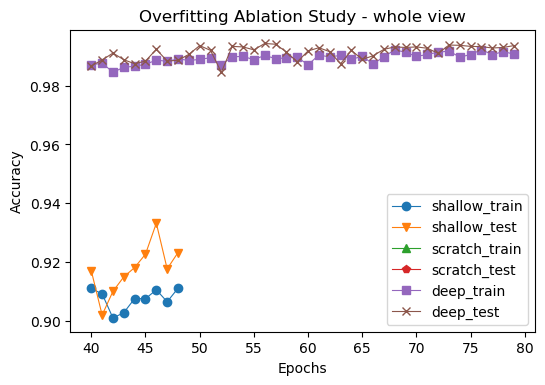 Overfitting Ablation Study - whole view
Accuracy
0.98
0.96
0.94
0.92
0.90
40 45 50 55 60 65 70 75 80
Epochs
shallow_train
shallow_test
scratch_train
scratch_test
deep_train
deep_test